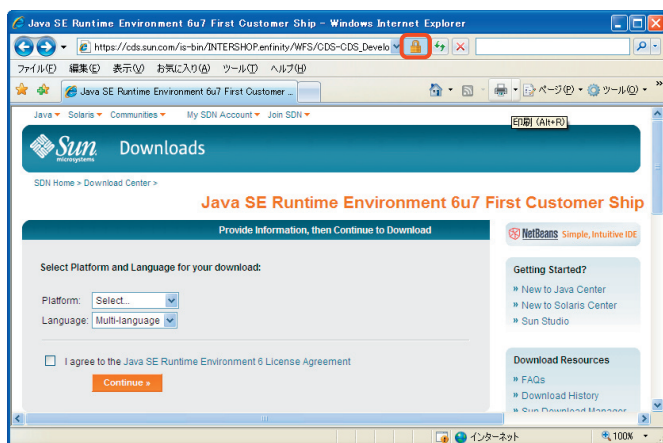 Java SE Runtime Environment 6u7 First Customer Ship - Windows Internet Explorer
https://cds.sun.com/is-bin/INTERSHOP.enfinity/WFS/CDS-CDS_Develo
ファイル(F) 編集(E) 表示(V) お気に入り(A) ツール(T) ヘルプ(H)
Java SE Runtime Environment 6u7 First Customer ...
ページ(P) ツール(O) »
Java Solaris Communities My SDN Account Join SDN
印刷 (Alt+R)
Sun microsystems Downloads
SDN Home > Download Center >
Java SE Runtime Environment 6u7 First Customer Ship
Provide Information, then Continue to Download
NetBeans Simple, Intuitive IDE
Select Platform and Language for your download:
Getting Started?
» New to Java Center
Platform: Select...
» New to Solaris Center
Language: Multi-language
» Sun Studio
I agree to the Java SE Runtime Environment 6 License Agreement
Download Resources
Continue »
» FAQs
» Download History
» Sun Download Manager
インターネット 100%